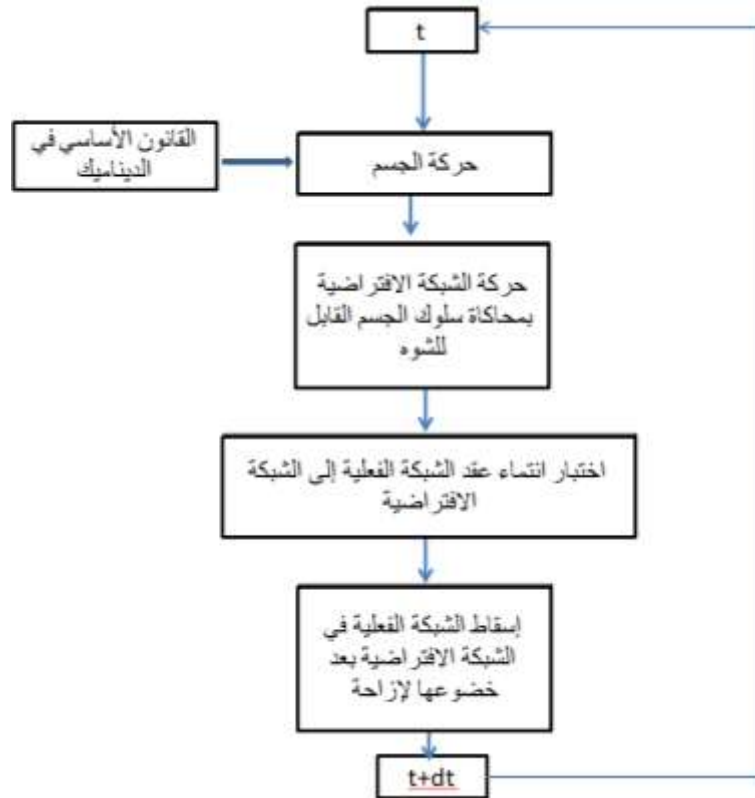 t
القانون الأساسي في
الديناميك
حركة الجسم
حركة الشبكة الافتراضية
بمحاكاة سلوك الجسم القابل
للشوه
اختبار انتماء عقد الشبكة الفعلية إلى الشبكة
الافتراضية
إسقاط الشبكة الفعلية في
الشبكة الافتراضية بعد
خضوعها لإزاحة
t+dt